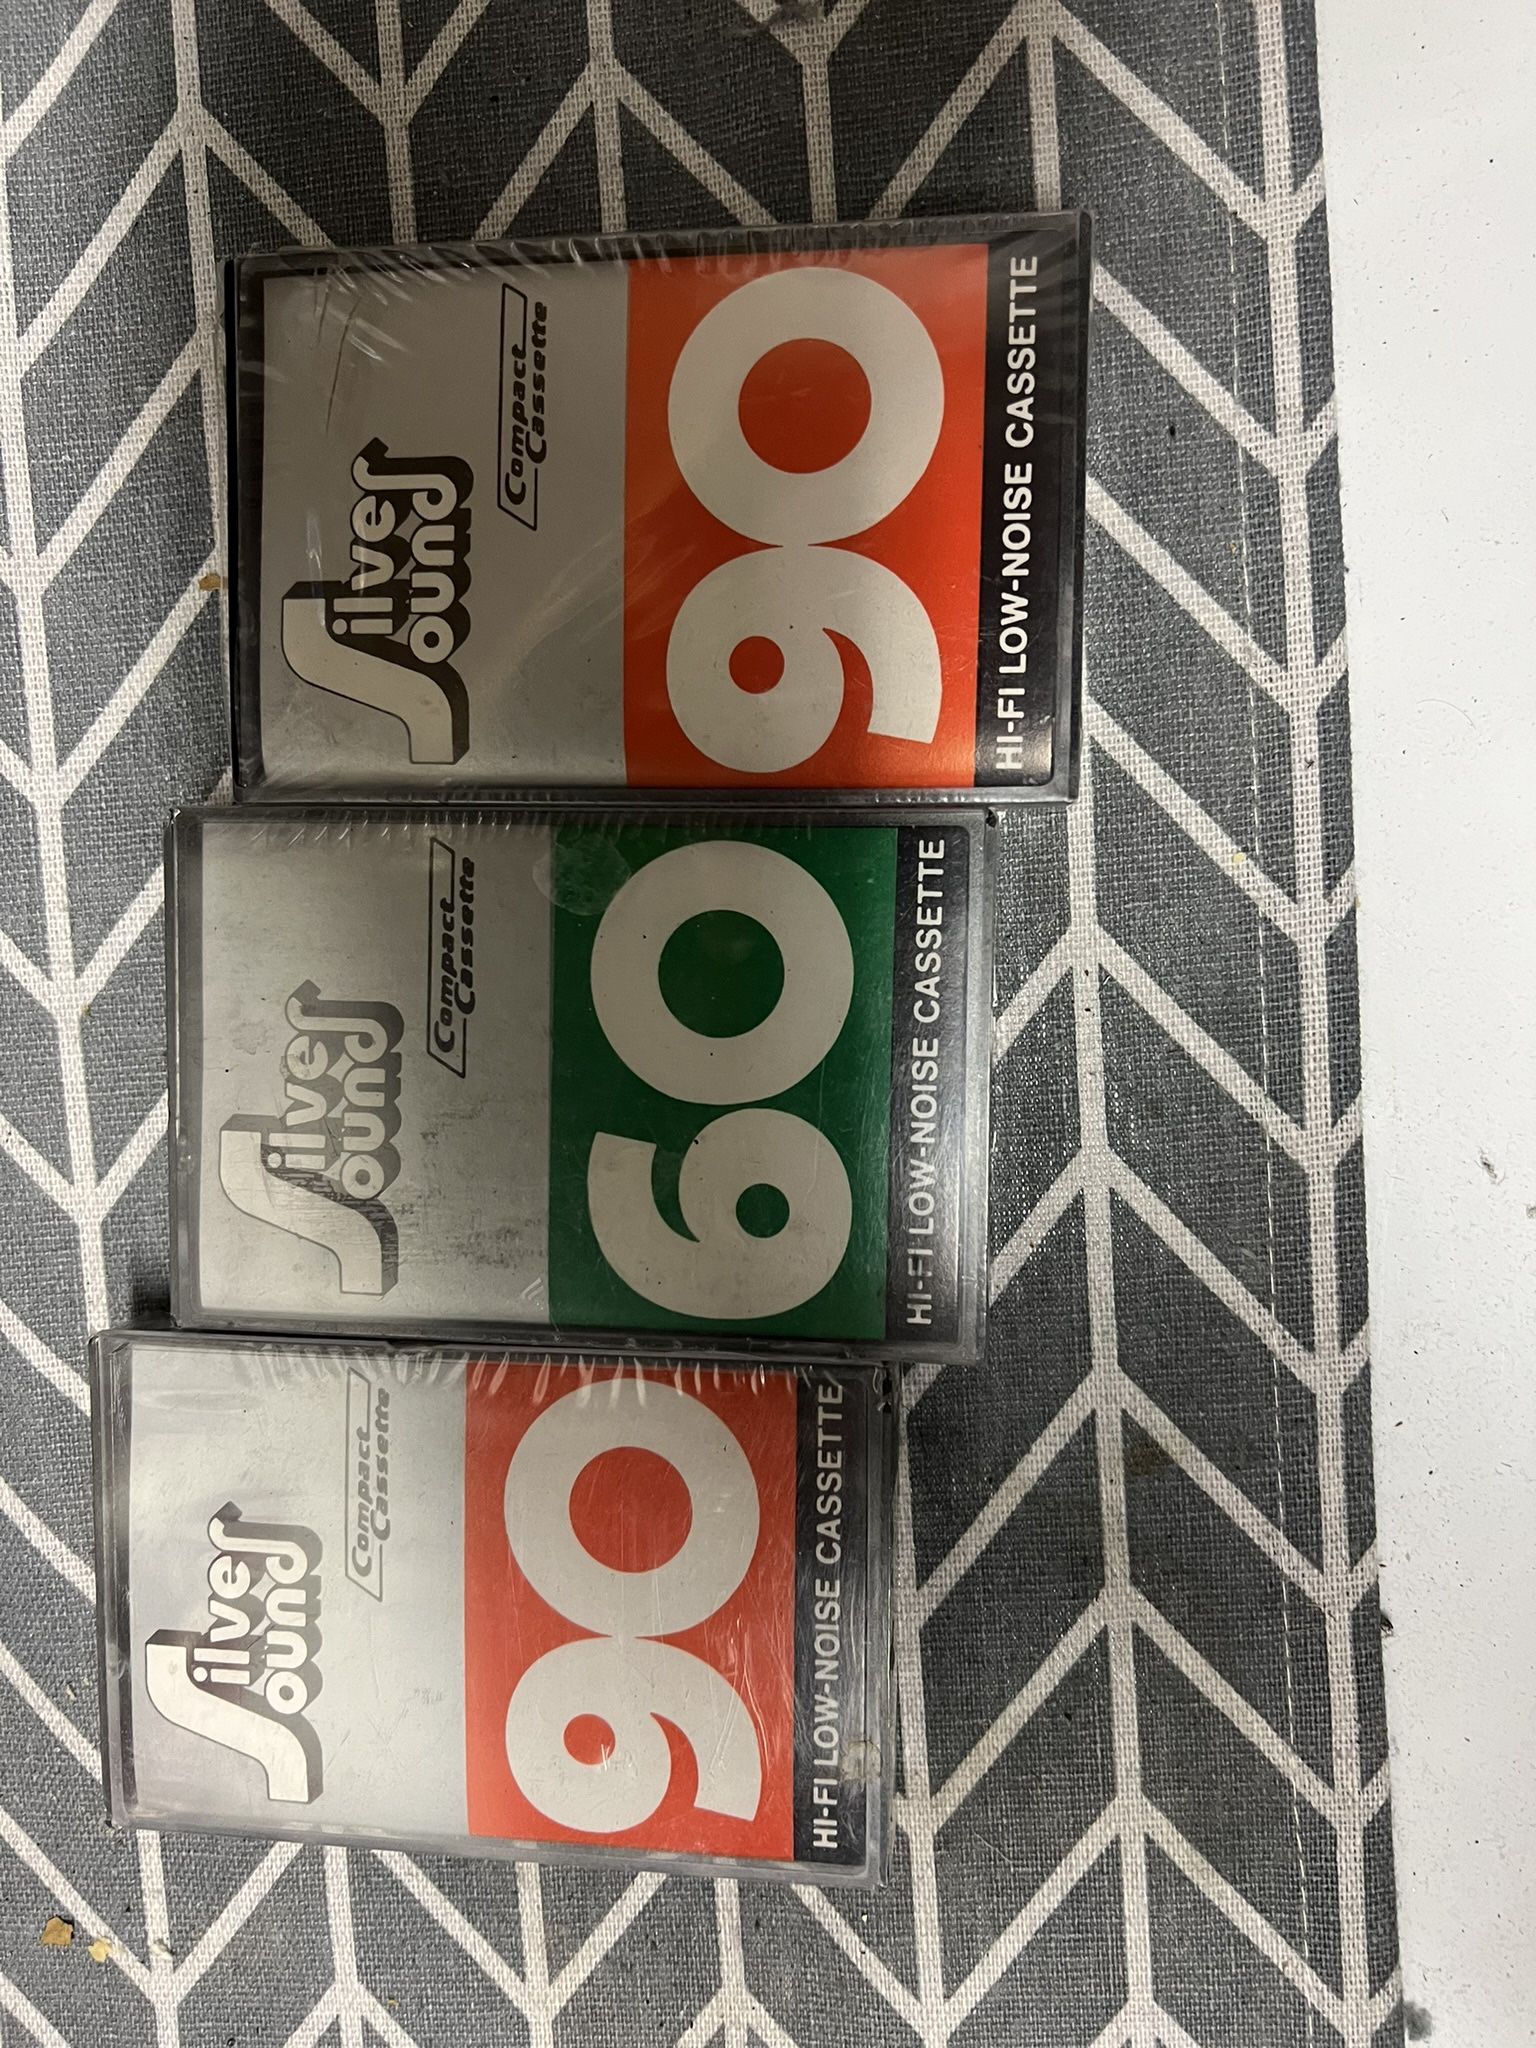 Silver
Sound
Compact
Cassette
90
HI-FI LOW-NOISE CASSETTE
Silver
Sound
Compact
Cassette
60
HI-FI LOW-NOISE CASSETTE
Silver
Sound
Compact
Cassette
90
HI-FI LOW-NOISE CASSETTE